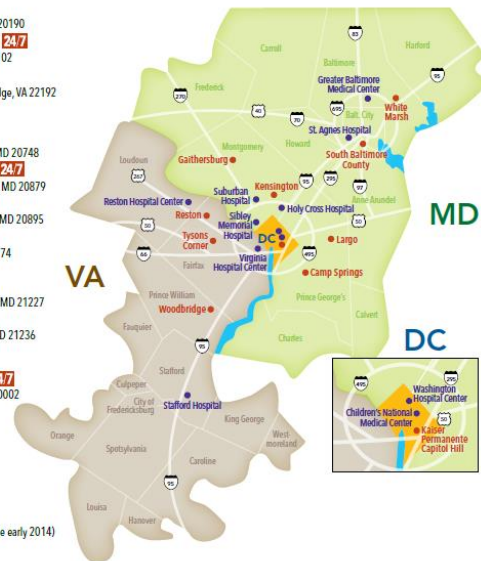 20190
24/7
02
dge, VA 22192
MD 20748
24/7
MD 20879
MD 20895
74
MD 21227
D 21236
24/7
0002
e early 2014)
83
Carroll
Baltimore
Harford
Greater Baltimore
Medical Center
95
Frederick
270
40
70
695
Balt. City
White
Marsh
St. Agnes Hospital
Montgomery
Howard
South Baltimore
County
Loudoun
267
Gaithersburg
95
295
97
Kensington
Anne Arundel
Suburban
Hospital
Reston Hospital Center
Holy Cross Hospital
50
MD
Reston
Sibley
Memorial
Hospital
50
Tysons
Corner
DC
Largo
66
495
Virginia
Hospital Center
Fairfax
Camp Springs
VA
Prince William
Prince George's
Woodbridge
Calvert
Fauquier
95
Charles
DC
Stafford
495
295
Washington
Hospital Center
Culpeper
City of
Fredericksburg
Children's National
Medical Center
50
Stafford Hospital
Kaiser
Permanente
Capitol Hill
King George
Orange
Spotsylvania
West-
moreland
Caroline
95
Louisa
Hanover